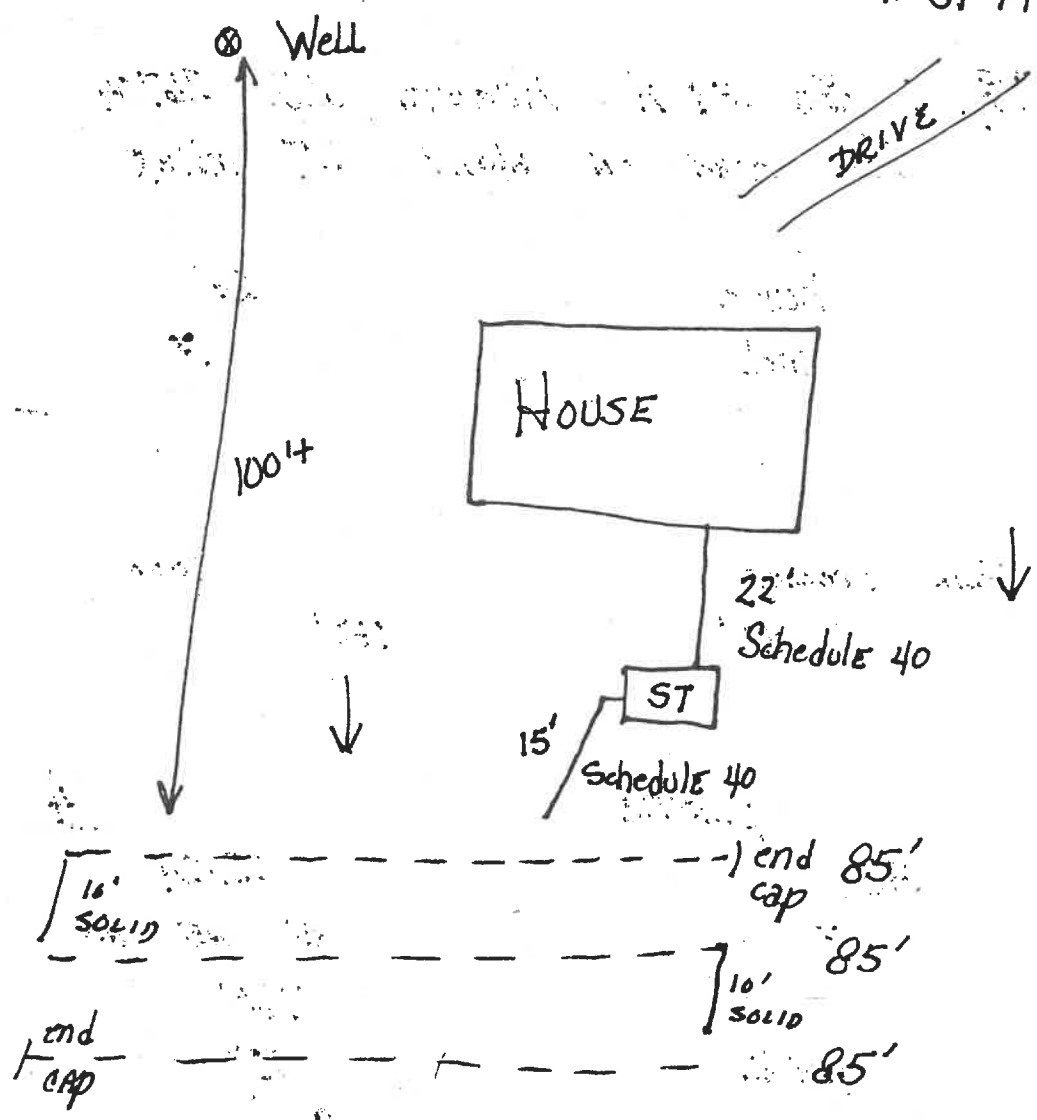 Well
DRIVE
HOUSE
100'+
22'
Schedule 40
ST
15'
Schedule 40
end 85'
cap
10'
SOLID
85'
10'
SOLID
end
cap
85'